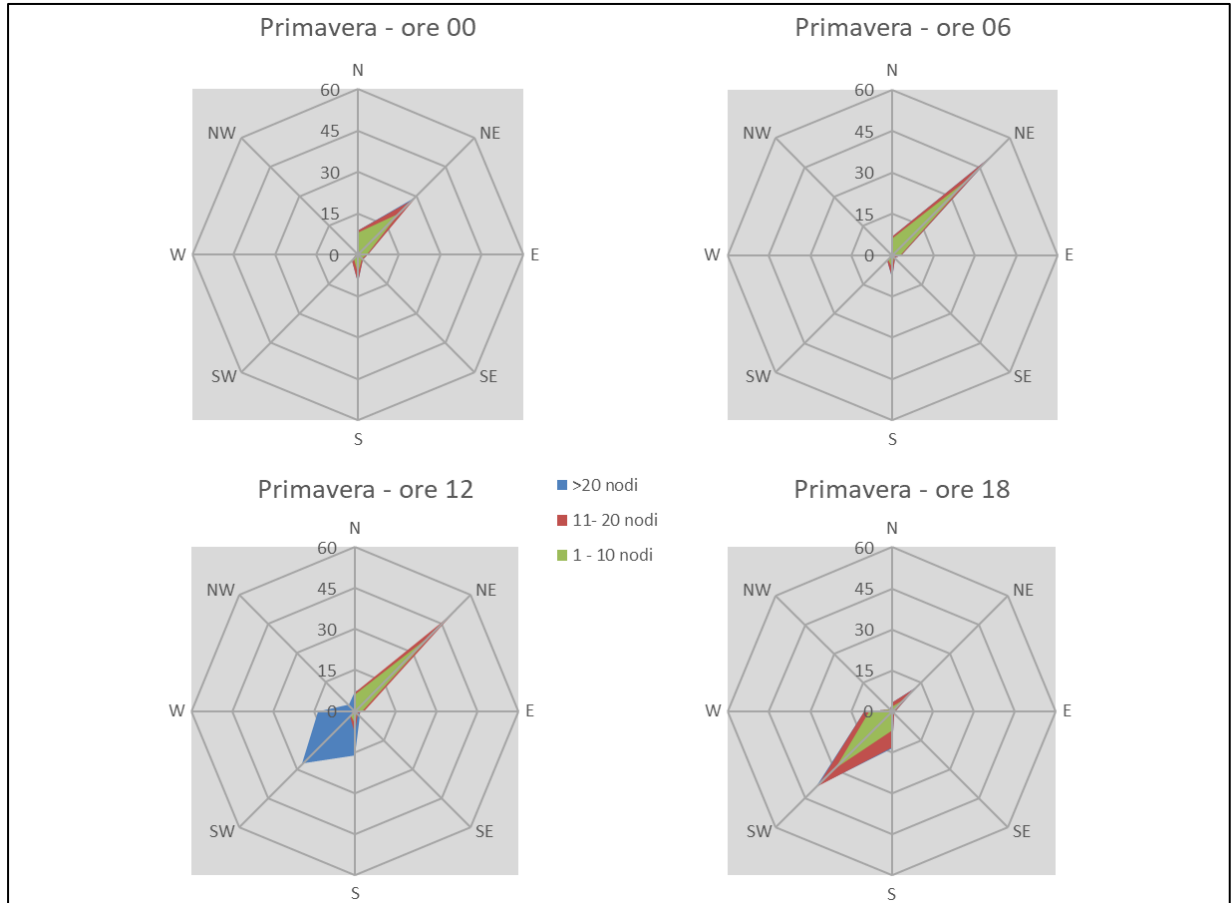 Primavera - ore 00
N
60
NW
NE
45
30
15
W
0
E
SW
SE
S
Primavera - ore 06
N
60
NW
NE
45
30
15
W
0
E
SW
SE
S
Primavera - ore 12
N
60
NW
NE
45
30
15
W
0
E
SW
SE
S
>20 nodi
11- 20 nodi
1 - 10 nodi
Primavera - ore 18
N
60
NW
NE
45
30
15
W
0
E
SW
SE
S